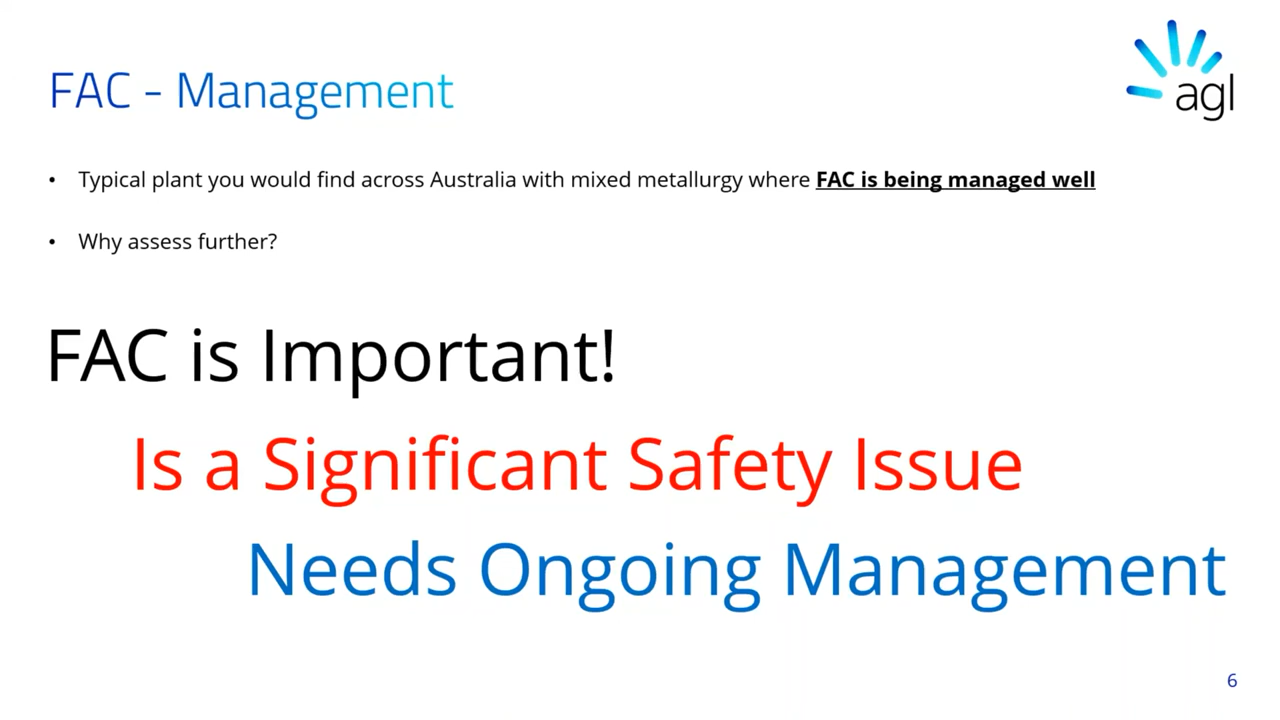 FAC - Management
agl
• Typical plant you would find across Australia with mixed metallurgy where FAC is being managed well
• Why assess further?
FAC is Important!
Is a Significant Safety Issue
Needs Ongoing Management
6